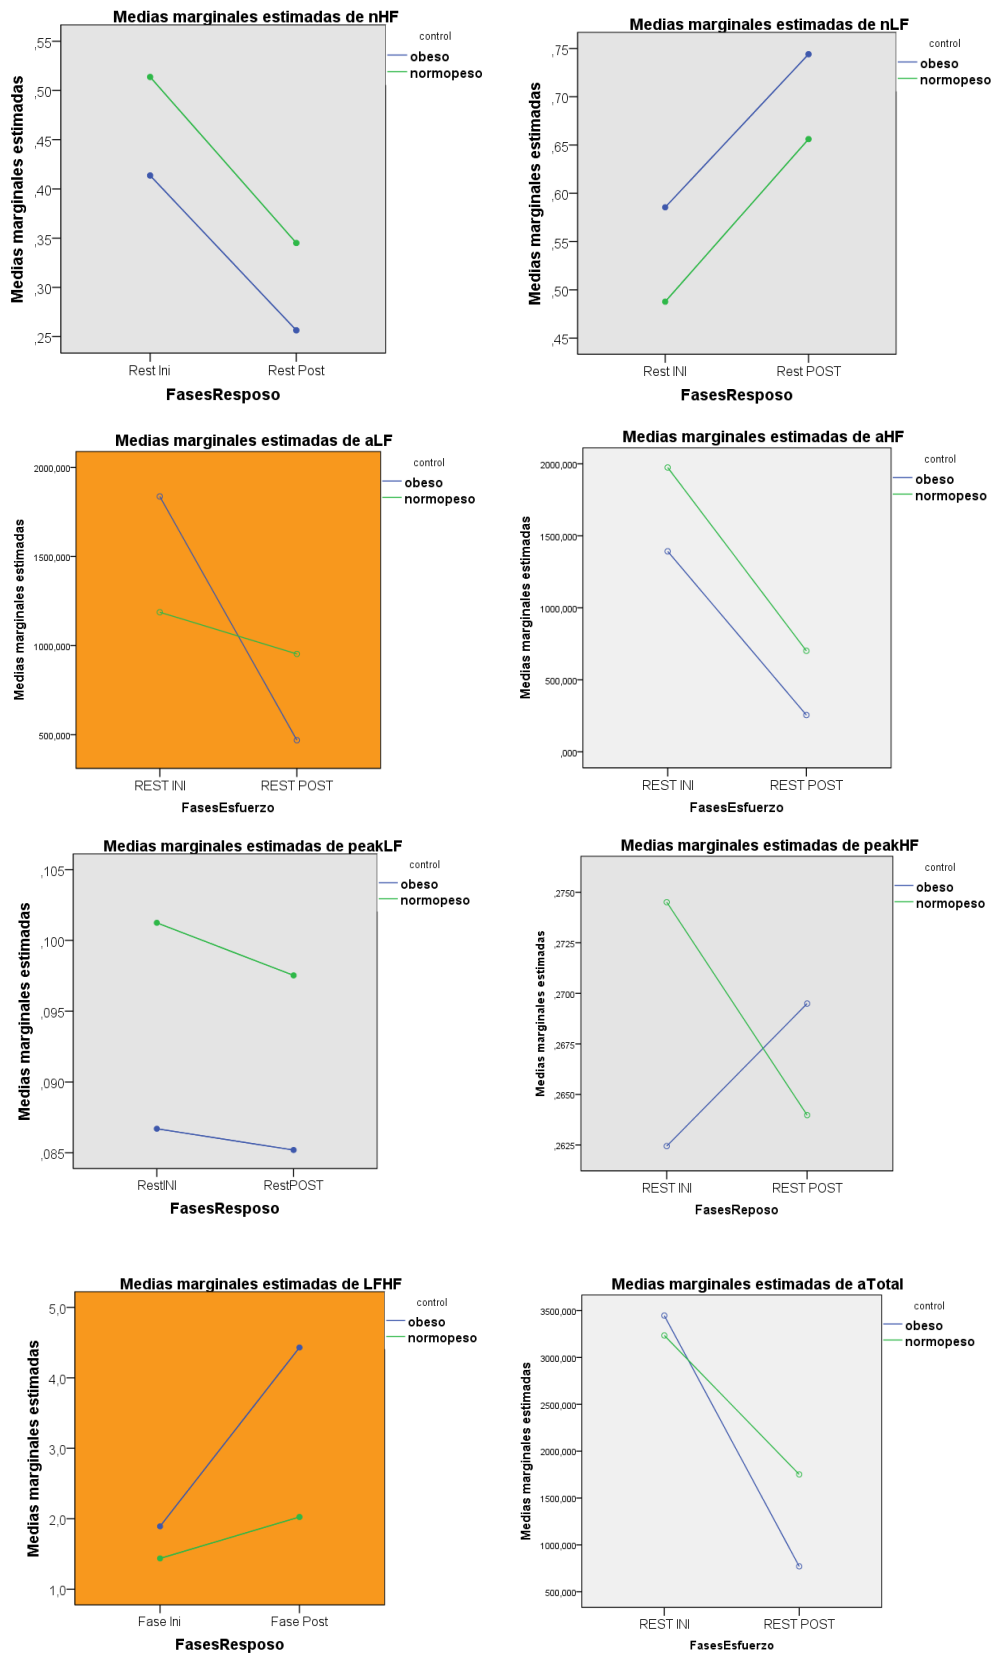 Medias marginales estimadas de nHF
control
obeso
normopeso
Medias marginales estimadas
,55
,50
,45
,40
,35
,30
,25
Rest Ini
Rest Post
FasesResposo
Medias marginales estimadas de nLF
control
obeso
normopeso
Medias marginales estimadas
,75
,70
,65
,60
,55
,50
,45
Rest INI
Rest POST
FasesResposo
Medias marginales estimadas de aLF
control
obeso
normopeso
Medias marginales estimadas
2000,000
1500,000
1000,000
500,000
REST INI
REST POST
FasesEsfuerzo
Medias marginales estimadas de aHF
control
obeso
normopeso
Medias marginales estimadas
2000,000
1500,000
1000,000
500,000
,000
REST INI
REST POST
FasesResposo
Medias marginales estimadas de peakLF
control
obeso
normopeso
Medias marginales estimadas
,105
,100
,095
,090
,085
RestINI
RestPOST
FasesResposo
Medias marginales estimadas de peakHF
control
obeso
normopeso
Medias marginales estimadas
,2750
,2725
,2700
,2675
,2650
,2625
REST INI
REST POST
FasesReposo
Medias marginales estimadas de LFHF
control
obeso
normopeso
Medias marginales estimadas
5,0
4,0
3,0
2,0
1,0
Fase Ini
Fase Post
FasesResposo
Medias marginales estimadas de aTotal
control
obeso
normopeso
Medias marginales estimadas
3500,000
3000,000
2500,000
2000,000
1500,000
1000,000
500,000
REST INI
REST POST
FasesEsfuerzo